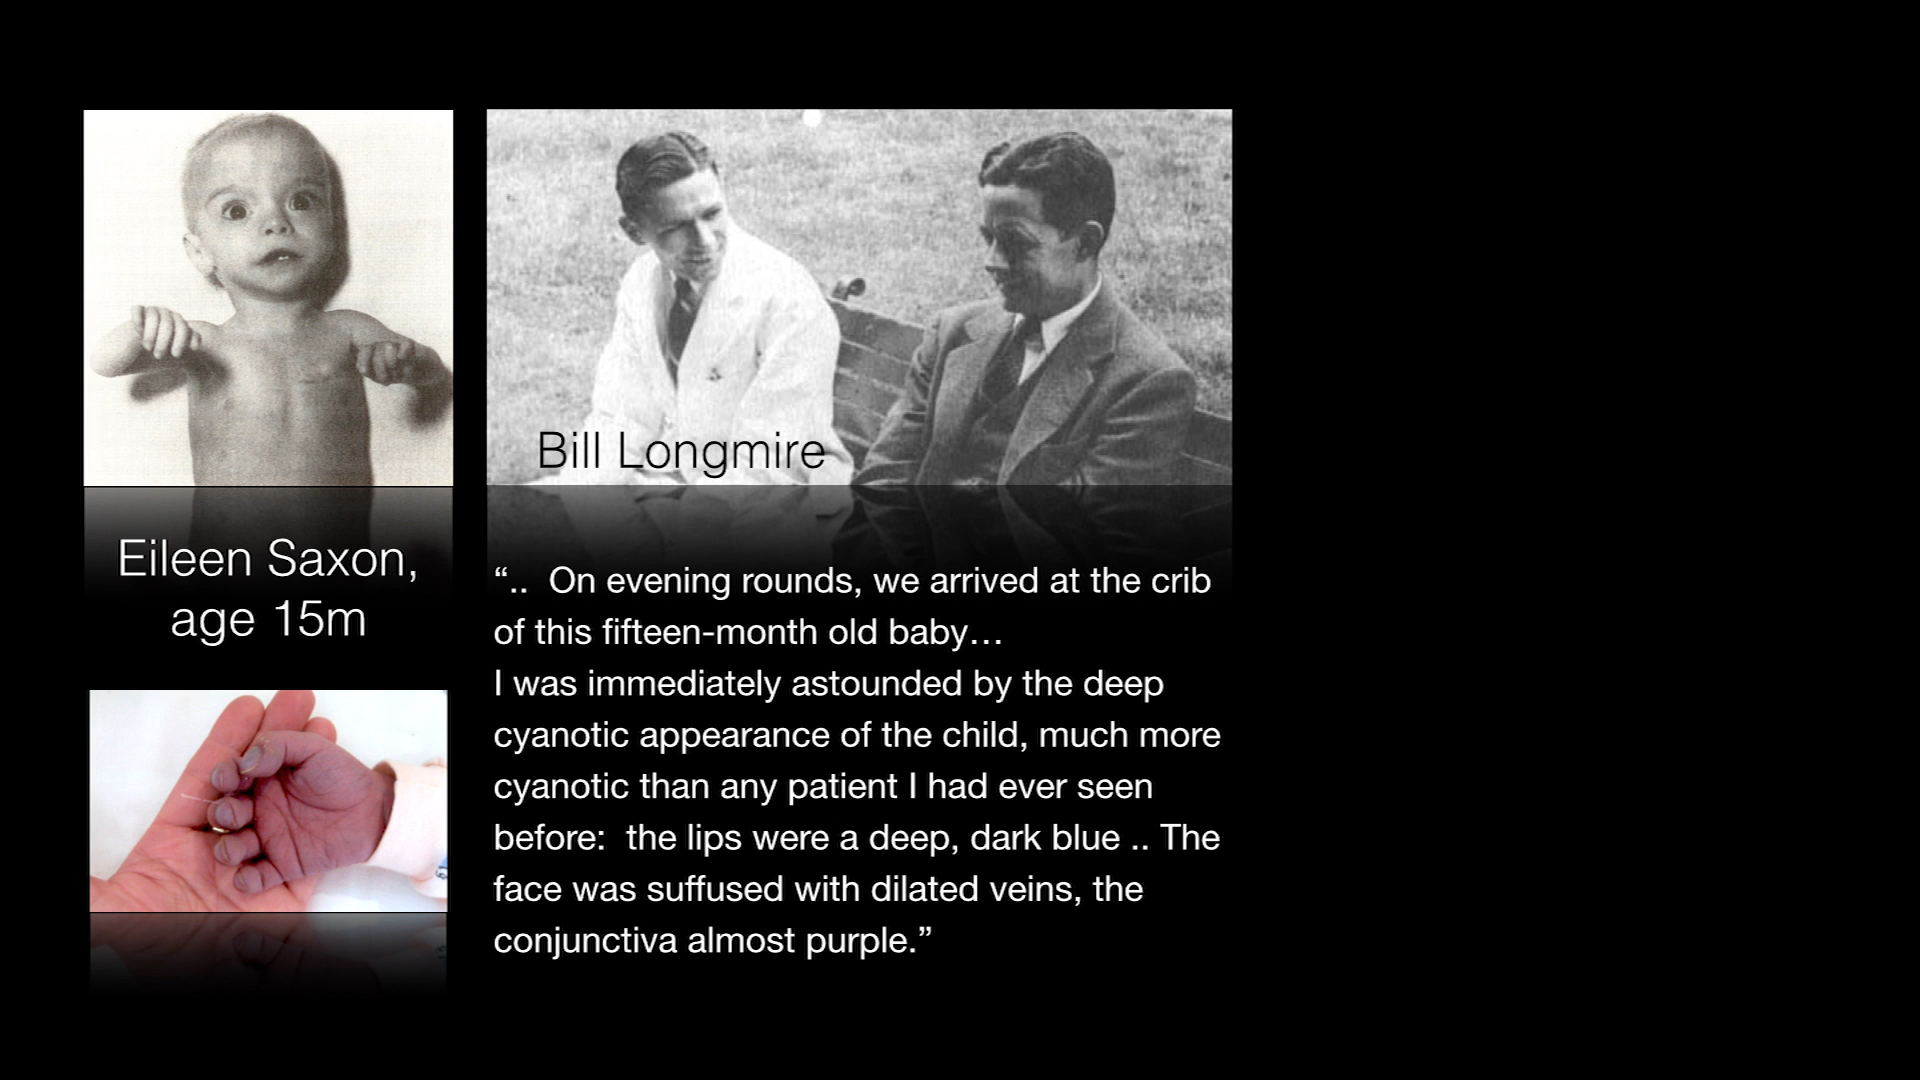 Bill Longmire
Eileen Saxon,
age 15m
“..  On evening rounds, we arrived at the crib
of this fifteen-month old baby…
I was immediately astounded by the deep
cyanotic appearance of the child, much more
cyanotic than any patient I had ever seen
before:  the lips were a deep, dark blue .. The
face was suffused with dilated veins, the
conjunctiva almost purple.”